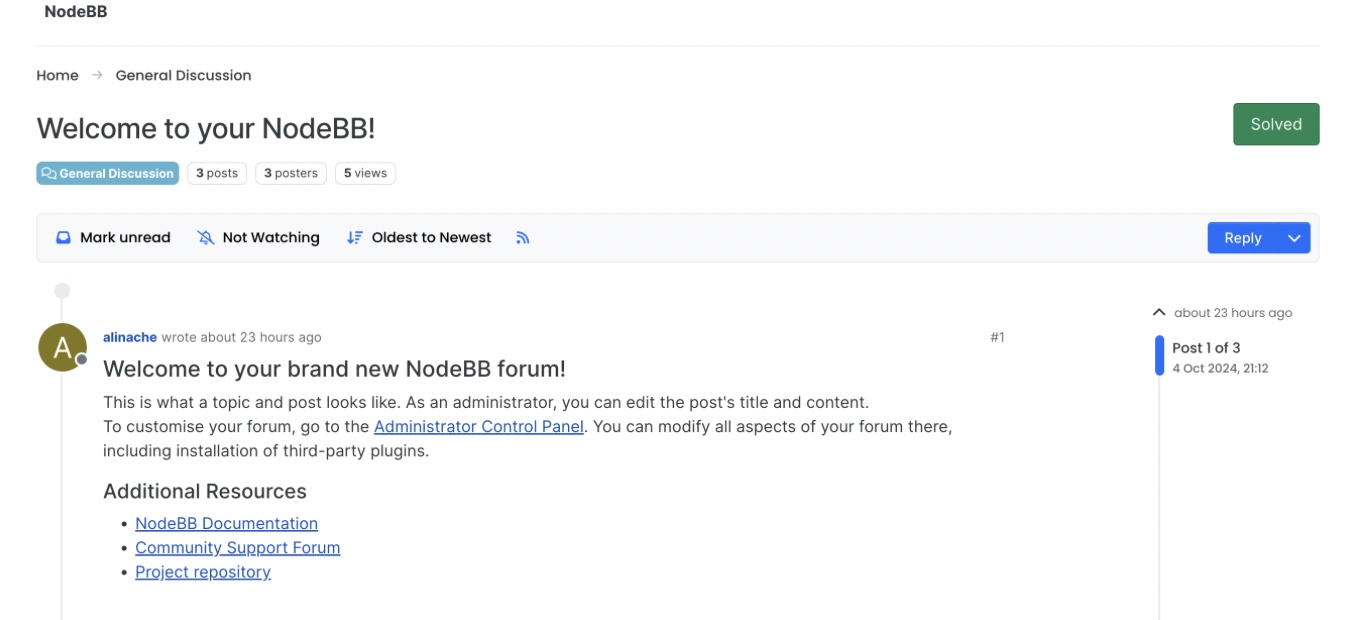 NodeBB
Home → General Discussion
Welcome to your NodeBB!
Solved
General Discussion 3 posts 3 posters 5 views
Mark unread Not Watching Oldest to Newest Reply
about 23 hours ago
A alinache wrote about 23 hours ago #1
Post 1 of 3
4 Oct 2024, 21:12
Welcome to your brand new NodeBB forum!
This is what a topic and post looks like. As an administrator, you can edit the post's title and content.
To customise your forum, go to the Administrator Control Panel. You can modify all aspects of your forum there,
including installation of third-party plugins.
Additional Resources
• NodeBB Documentation
• Community Support Forum
• Project repository